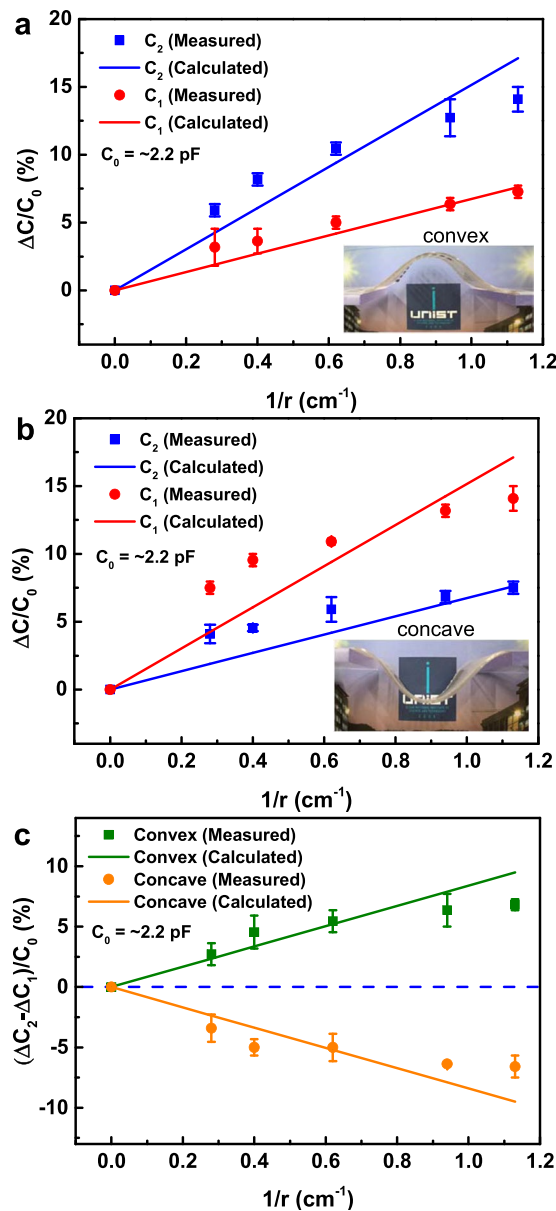 a
C₂ (Measured)
C₂ (Calculated)
C₁ (Measured)
C₁ (Calculated)
C₀ = ~2.2 pF
convex
UNIST
ΔC/C₀ (%)
20
15
10
5
0
0.0 0.2 0.4 0.6 0.8 1.0 1.2
1/r (cm⁻¹)
b
C₂ (Measured)
C₂ (Calculated)
C₁ (Measured)
C₁ (Calculated)
C₀ = ~2.2 pF
concave
UNIST
ΔC/C₀ (%)
20
15
10
5
0
0.0 0.2 0.4 0.6 0.8 1.0 1.2
1/r (cm⁻¹)
c
Convex (Measured)
Convex (Calculated)
Concave (Measured)
Concave (Calculated)
C₀ = ~2.2 pF
(ΔC₂-ΔC₁)/C₀ (%)
10
5
0
-5
-10
0.0 0.2 0.4 0.6 0.8 1.0 1.2
1/r (cm⁻¹)